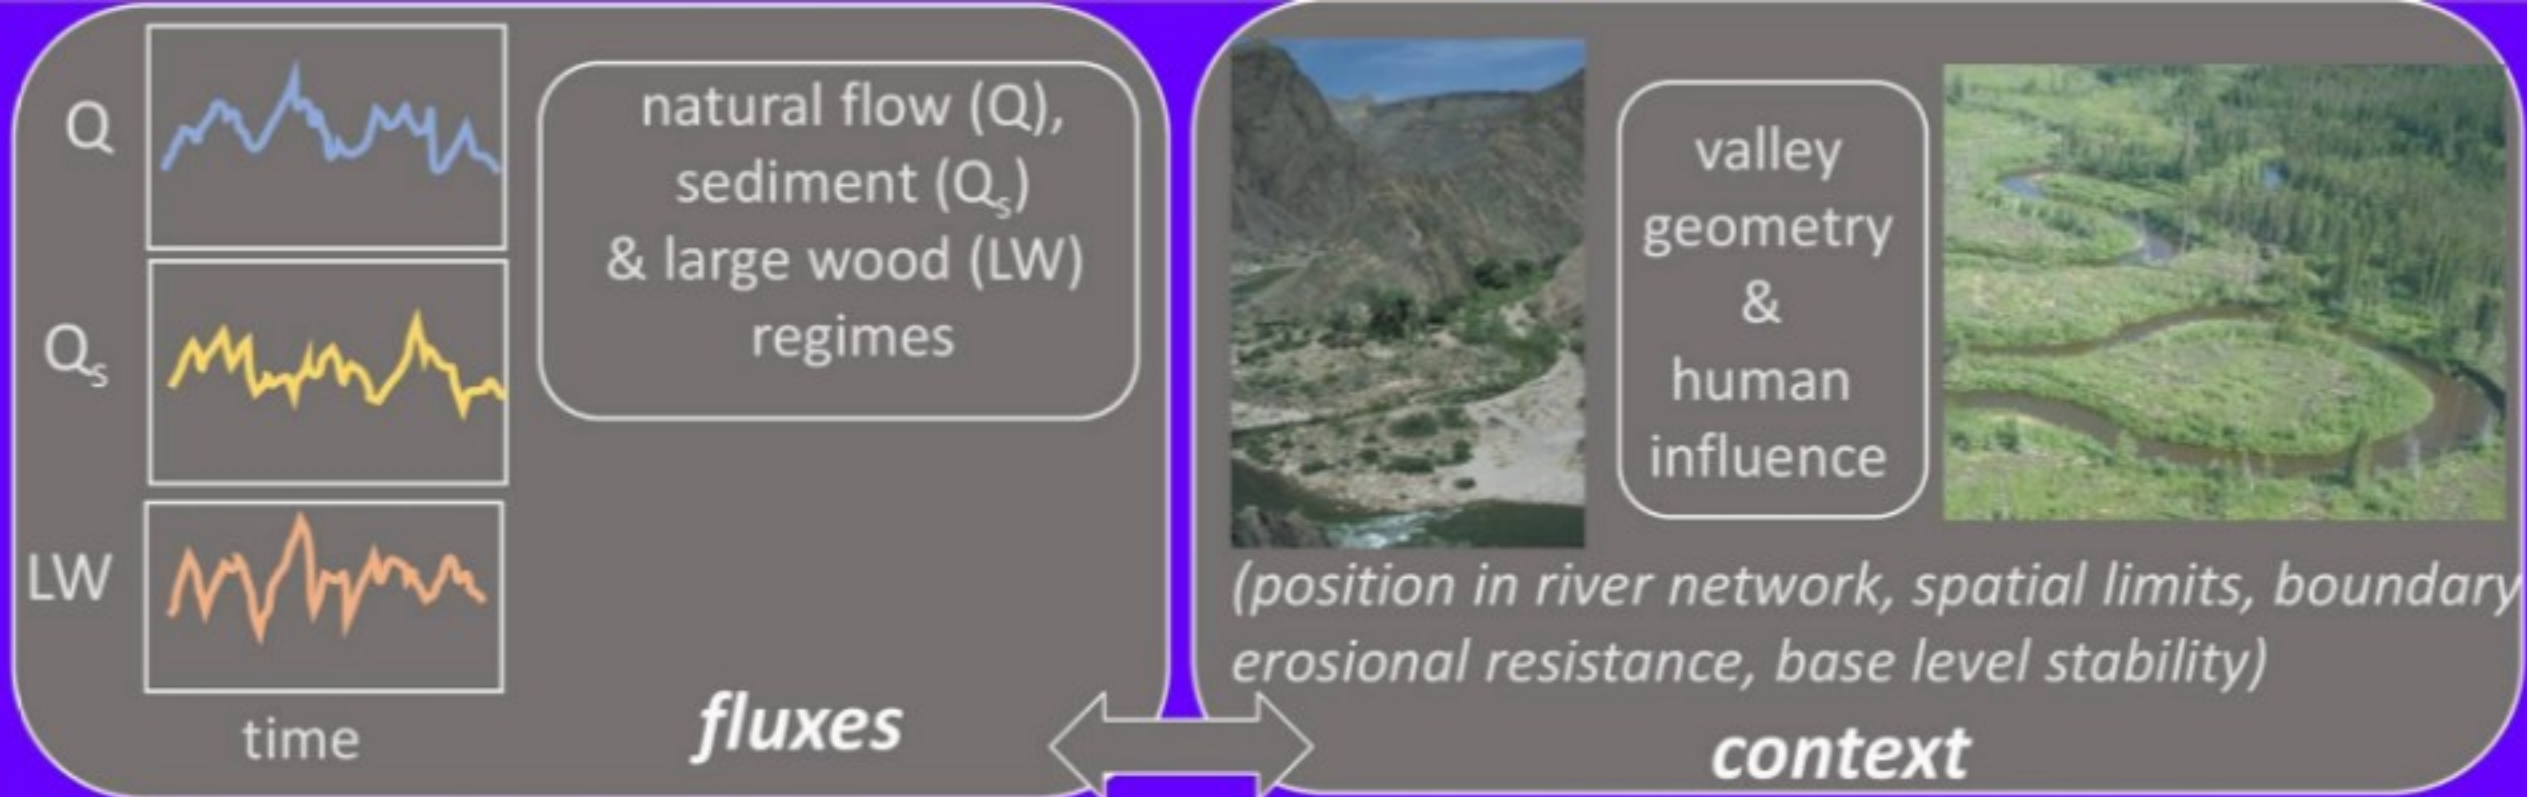 Q
Qs
LW
time
natural flow (Q),
sediment (Qs)
& large wood (LW)
regimes
fluxes
valley
geometry
&
human
influence
(position in river network, spatial limits, boundary
erosional resistance, base level stability)
context